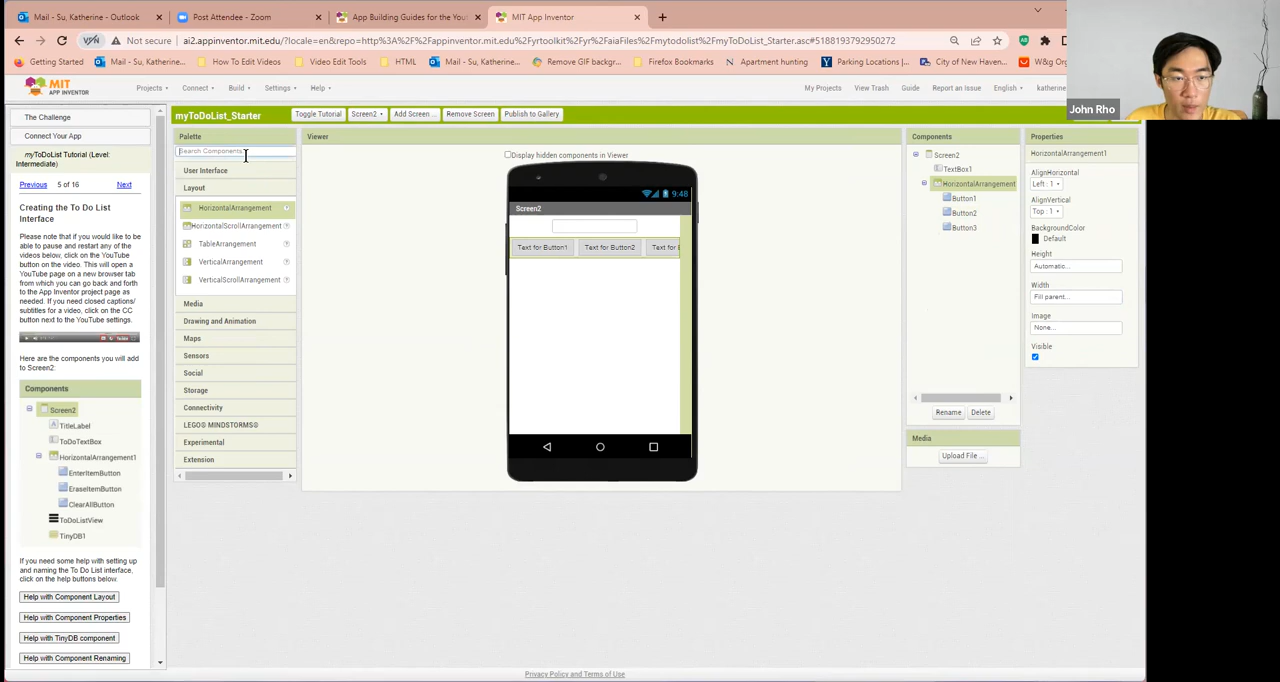 Mail - Su, Katherine - Outlook
Post Attendee - Zoom
App Building Guides for the You
MIT App Inventor
VPN
Not secure
ai2.appinventor.mit.edu/?locale=en&repo=http%3A%2F%2Fappinventor.mit.edu%2Fyrtoolkit%2Fyr%2FaiaFiles%2Fmytodolist%2FmyToDoList_Starter.asc#5188193792950272
Getting Started
Mail - Su, Katherine...
How To Edit Videos
Video Edit Tools
HTML
Mail - Su, Katherine...
Remove GIF backgr...
Firefox Bookmarks
Apartment hunting
Parking Locations |...
City of New Haven...
W&g Org
John Rho
MIT
APP INVENTOR
Projects
Connect
Build
Settings
Help
My Projects
View Trash
Guide
Report an Issue
English
katherine
The Challenge
Connect Your App
myToDoList Tutorial (Level: Intermediate)
Previous
5 of 16
Next
Creating the To Do List
Interface
Please note that if you would like to be
able to pause and restart any of the
videos below, click on the YouTube
button on the video. This will open a
YouTube page on a new browser tab
from which you can go back and forth
to the App Inventor project page as
needed. If you need closed captions/
subtitles for a video, click on the CC
button next to the YouTube settings.
Here are the components you will add
to Screen2:
Components
Screen2
TitleLabel
ToDoTextBox
HorizontalArrangement1
EnterItemButton
EraseItemButton
ClearAllButton
ToDoListView
TinyDB1
If you need some help with setting up
and naming the To Do List interface,
click on the help buttons below.
Help with Component Layout
Help with Component Properties
Help with TinyDB component
Help with Component Renaming
myToDoList_Starter
Toggle Tutorial
Screen2
Add Screen ...
Remove Screen
Publish to Gallery
Palette
Search Components...
User Interface
Layout
HorizontalArrangement
HorizontalScrollArrangement
TableArrangement
VerticalArrangement
VerticalScrollArrangement
Media
Drawing and Animation
Maps
Sensors
Social
Storage
Connectivity
LEGO® MINDSTORMS®
Experimental
Extension
Viewer
Display hidden components in Viewer
9:48
Screen2
Text for Button1
Text for Button2
Text for E
Components
Screen2
TextBox1
HorizontalArrangement
Button1
Button2
Button3
Rename
Delete
Media
Upload File ...
Properties
HorizontalArrangement1
AlignHorizontal
Left : 1
AlignVertical
Top : 1
BackgroundColor
Default
Height
Automatic...
Width
Fill parent...
Image
None...
Visible
Privacy Policy and Terms of Use